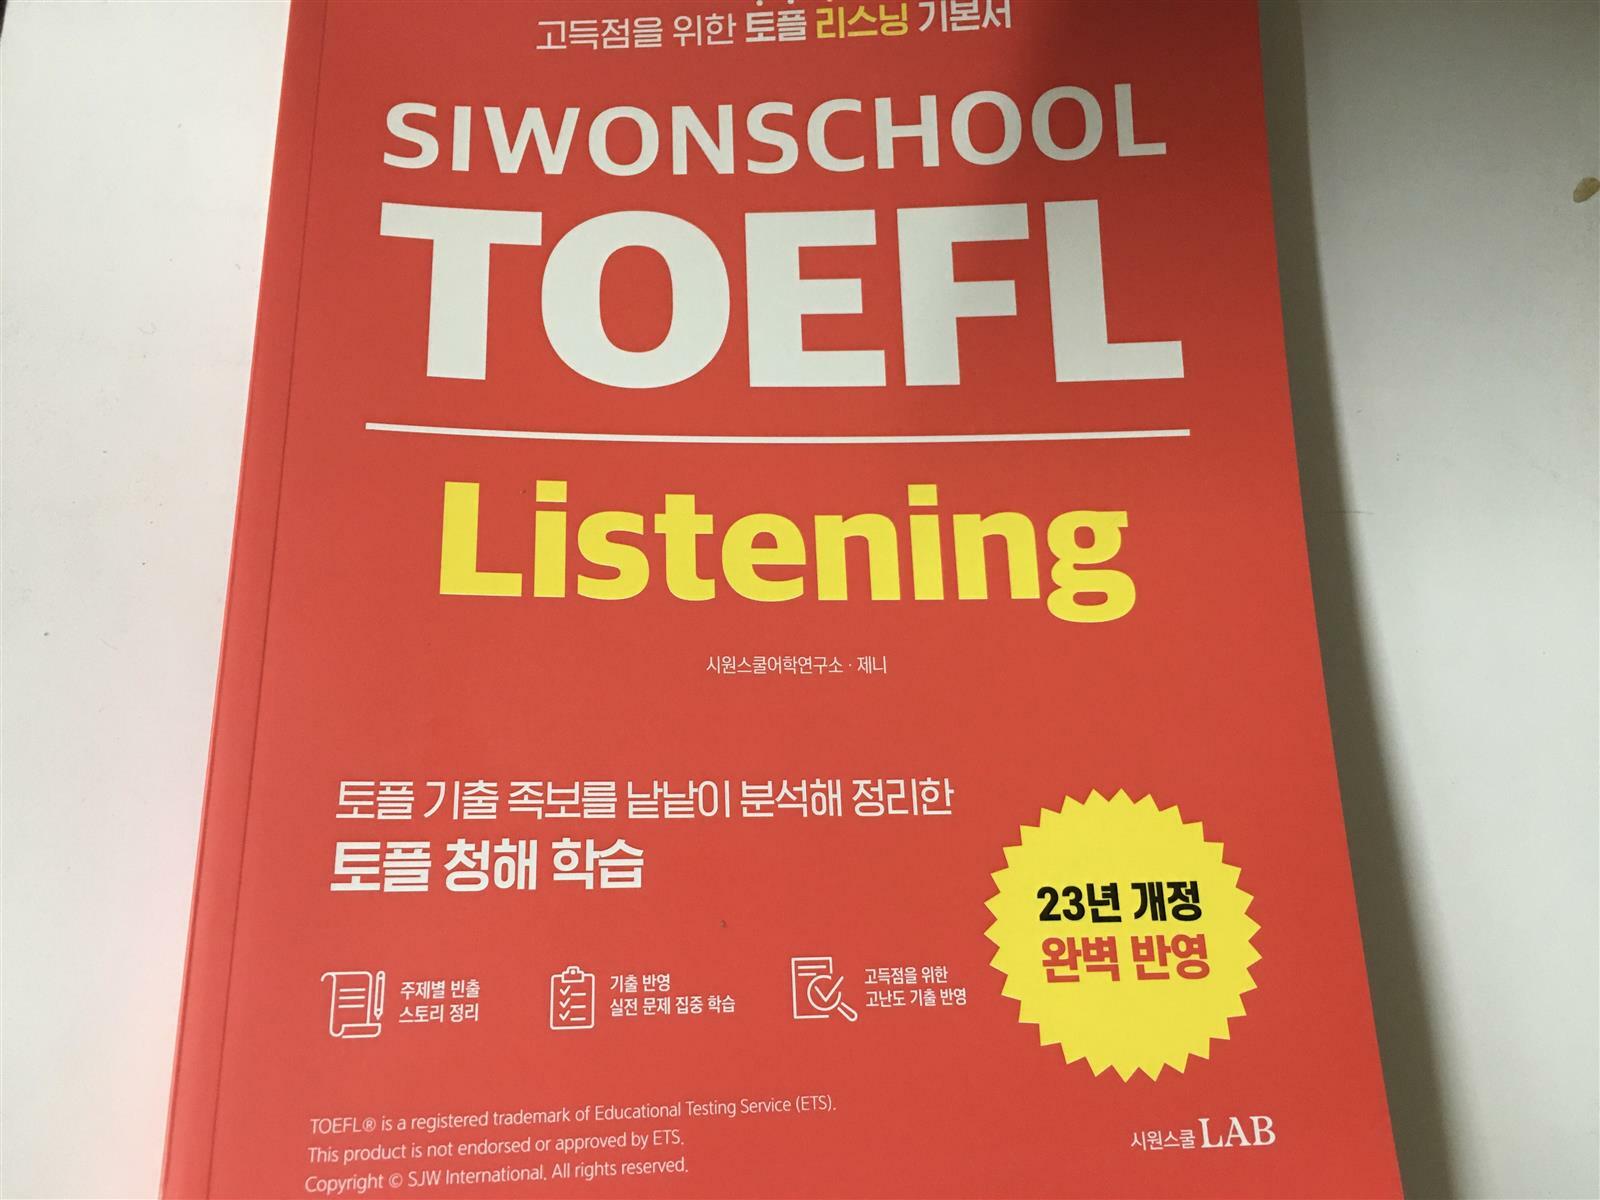 고득점을 위한 토플 리스닝 기본서
SIWONSCHOOL
TOEFL
Listening
시원스쿨어학연구소 · 제니
토플 기출 족보를 낱낱이 분석해 정리한
토플 청해 학습
23년 개정
완벽 반영
주제별 빈출
스토리 정리
기출 반영
실전 문제 집중 학습
고득점을 위한
고난도 기출 반영
TOEFL® is a registered trademark of Educational Testing Service (ETS).
This product is not endorsed or approved by ETS.
Copyright © SJW International. All rights reserved.
시원스쿨 LAB